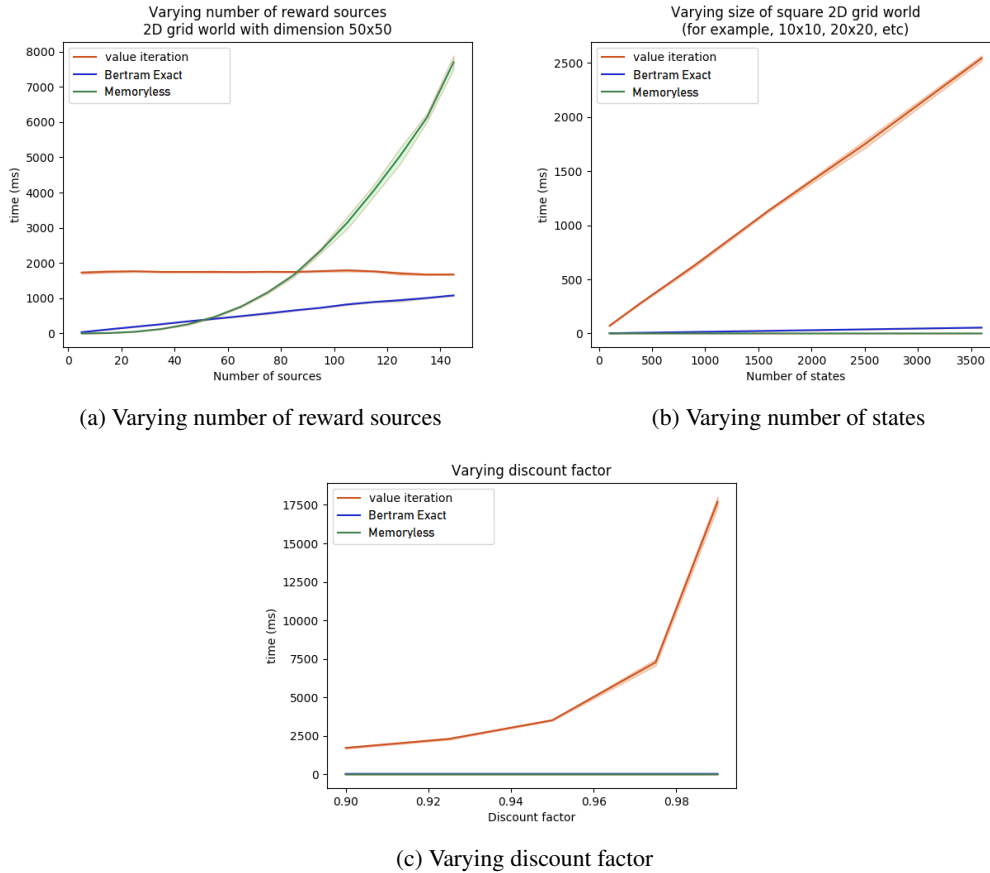 Varying number of reward sources
2D grid world with dimension 50x50
8000
7000
6000
5000
4000
3000
2000
1000
0
time (ms)
value iteration
Bertram Exact
Memoryless
0 20 40 60 80 100 120 140
Number of sources
(a) Varying number of reward sources
Varying size of square 2D grid world
(for example, 10x10, 20x20, etc)
2500
2000
1500
1000
500
0
time (ms)
value iteration
Bertram Exact
Memoryless
500 1000 1500 2000 2500 3000 3500
Number of states
(b) Varying number of states
Varying discount factor
17500
15000
12500
10000
7500
5000
2500
0
time (ms)
value iteration
Bertram Exact
Memoryless
0.90 0.92 0.94 0.96 0.98
Discount factor
(c) Varying discount factor